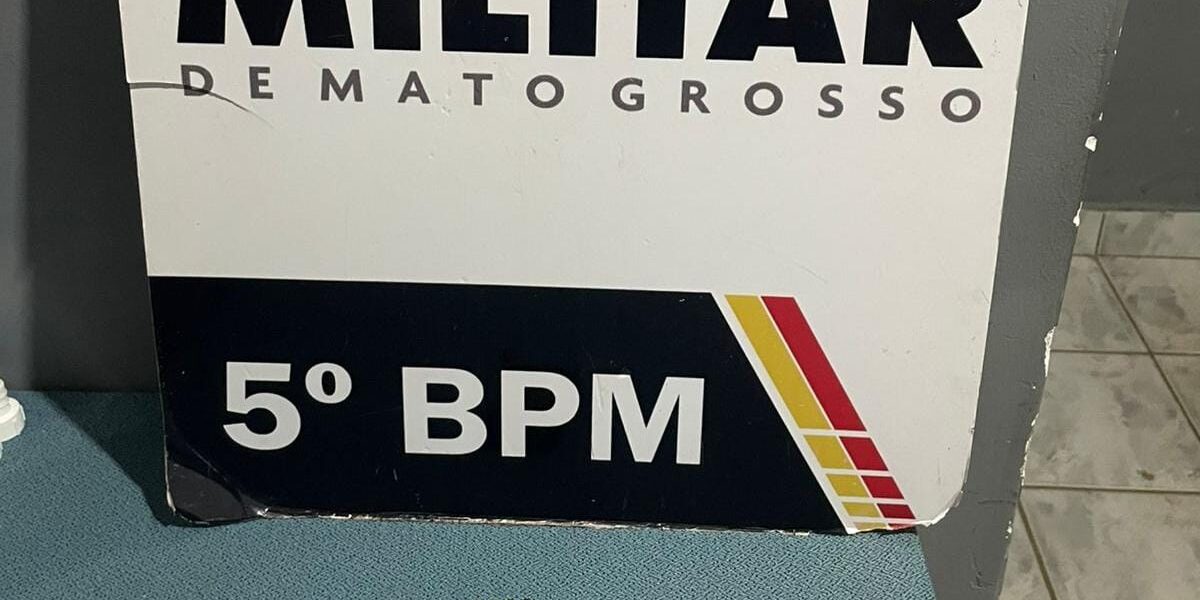 MILITAR
DE MATO GROSSO
5º BPM